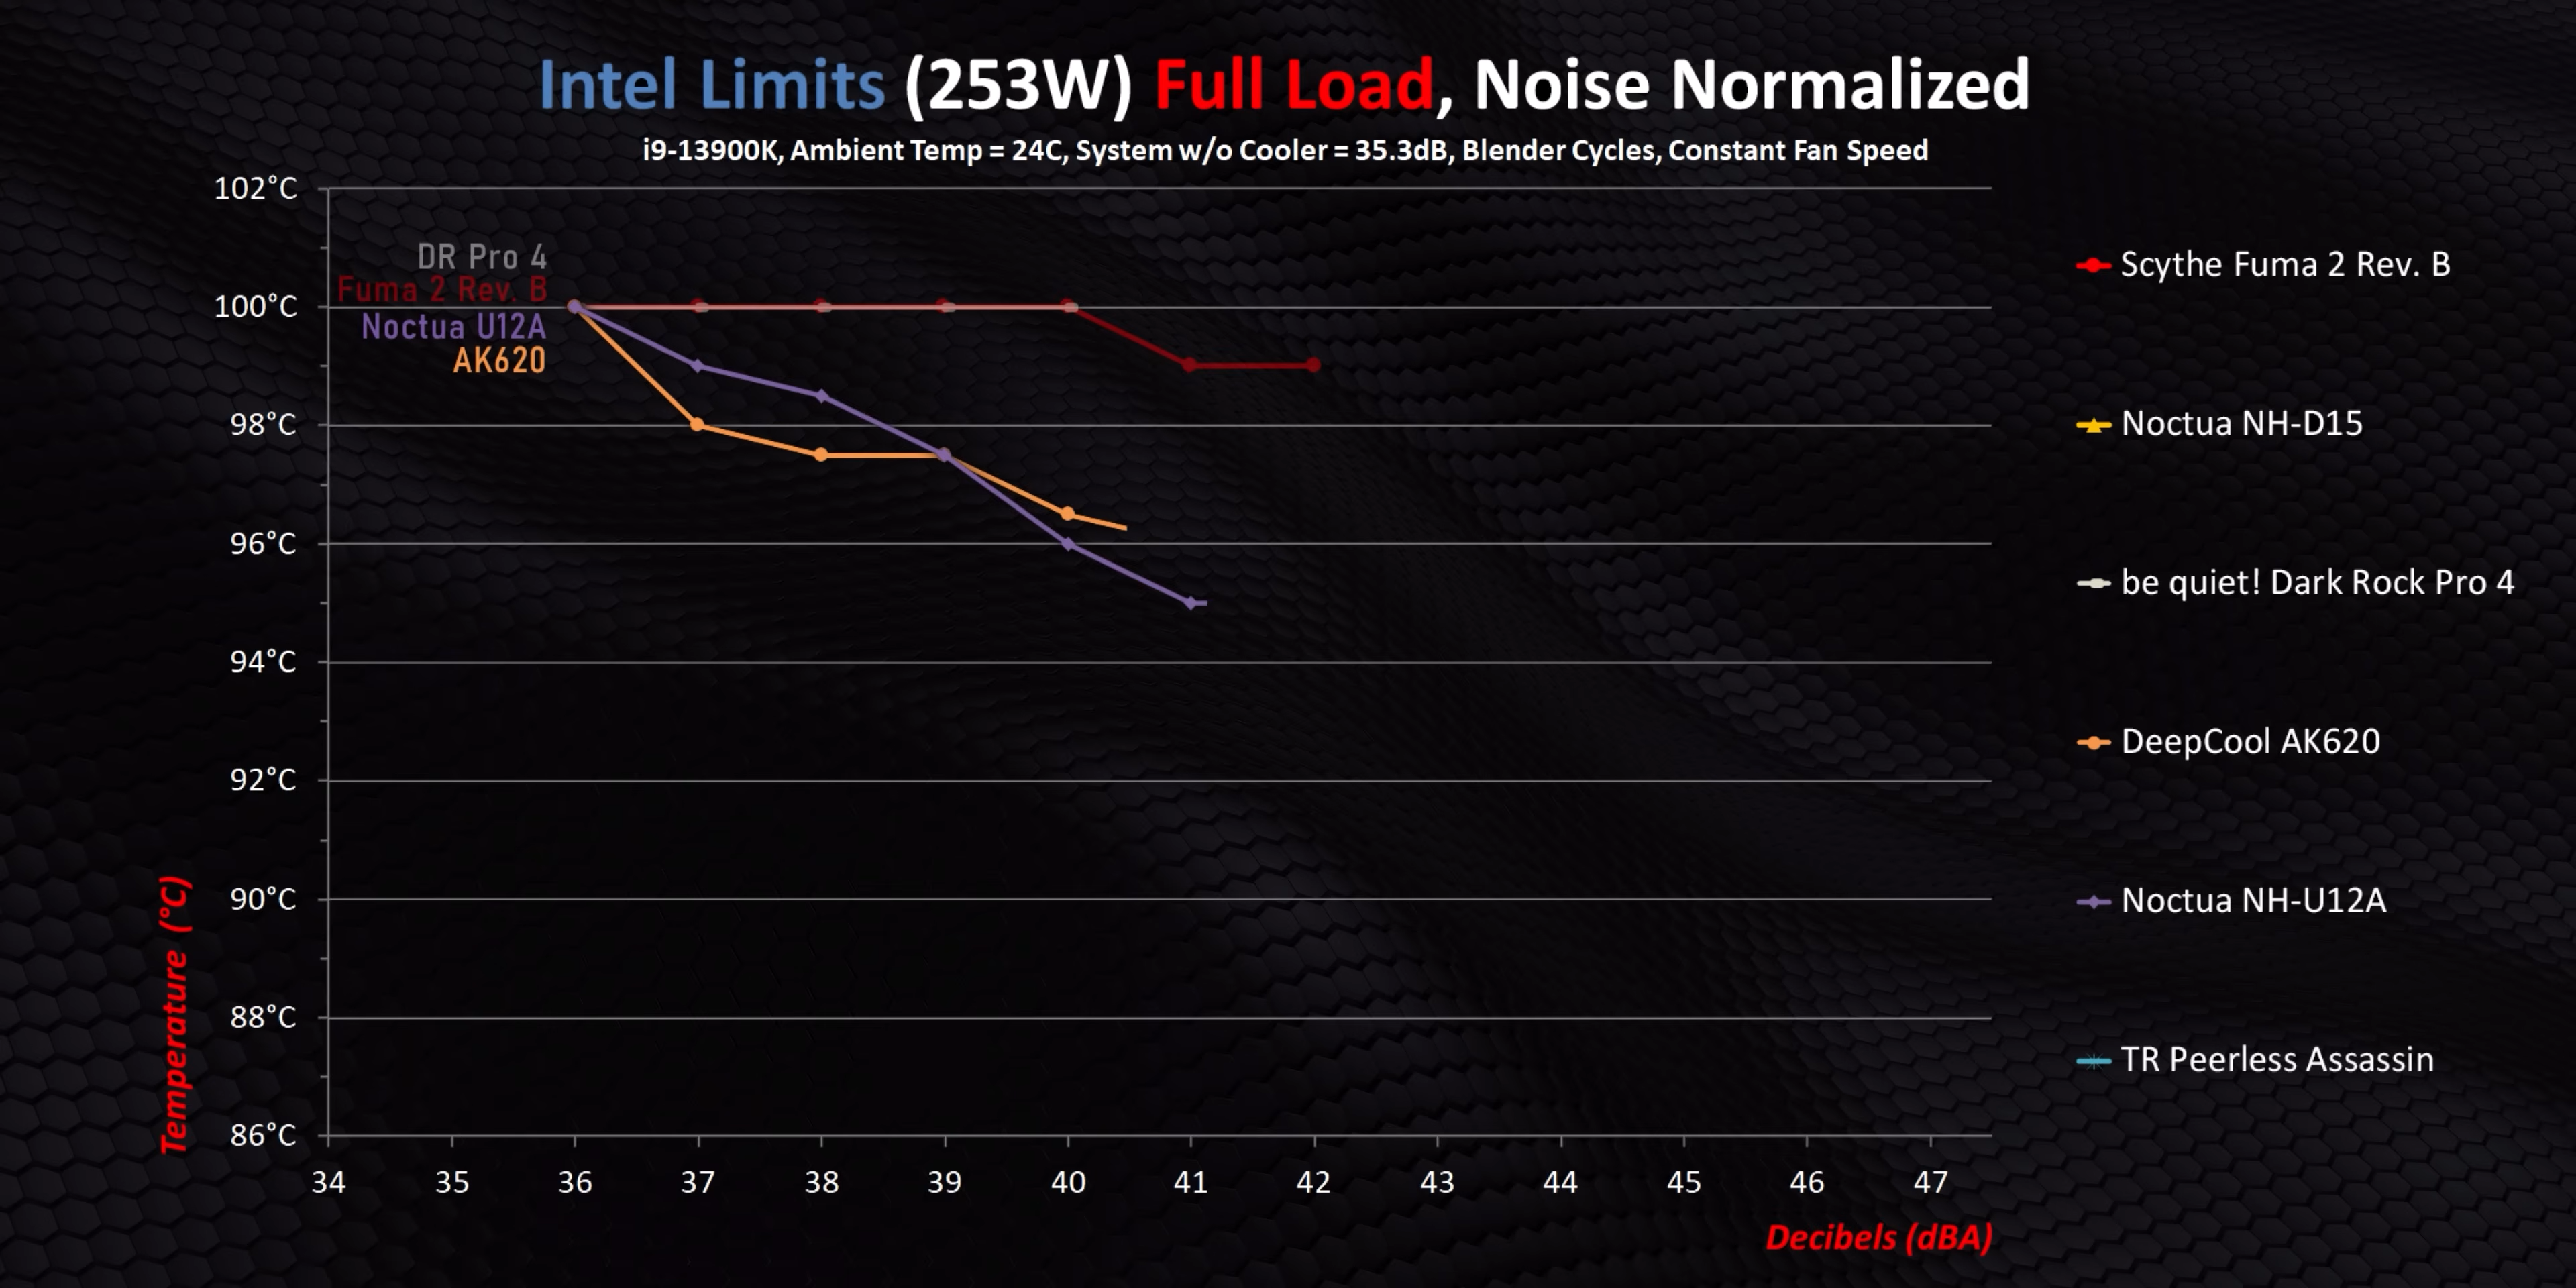 Intel Limits (253W) Full Load, Noise Normalized
i9-13900K, Ambient Temp = 24C, System w/o Cooler = 35.3dB, Blender Cycles, Constant Fan Speed
102°C
100°C
98°C
96°C
94°C
92°C
90°C
88°C
86°C
Temperature (°C)
DR Pro 4
Fuma 2 Rev. B
Noctua U12A
AK620
34 35 36 37 38 39 40 41 42 43 44 45 46 47
Decibels (dBA)
Scythe Fuma 2 Rev. B
Noctua NH-D15
be quiet! Dark Rock Pro 4
DeepCool AK620
Noctua NH-U12A
TR Peerless Assassin